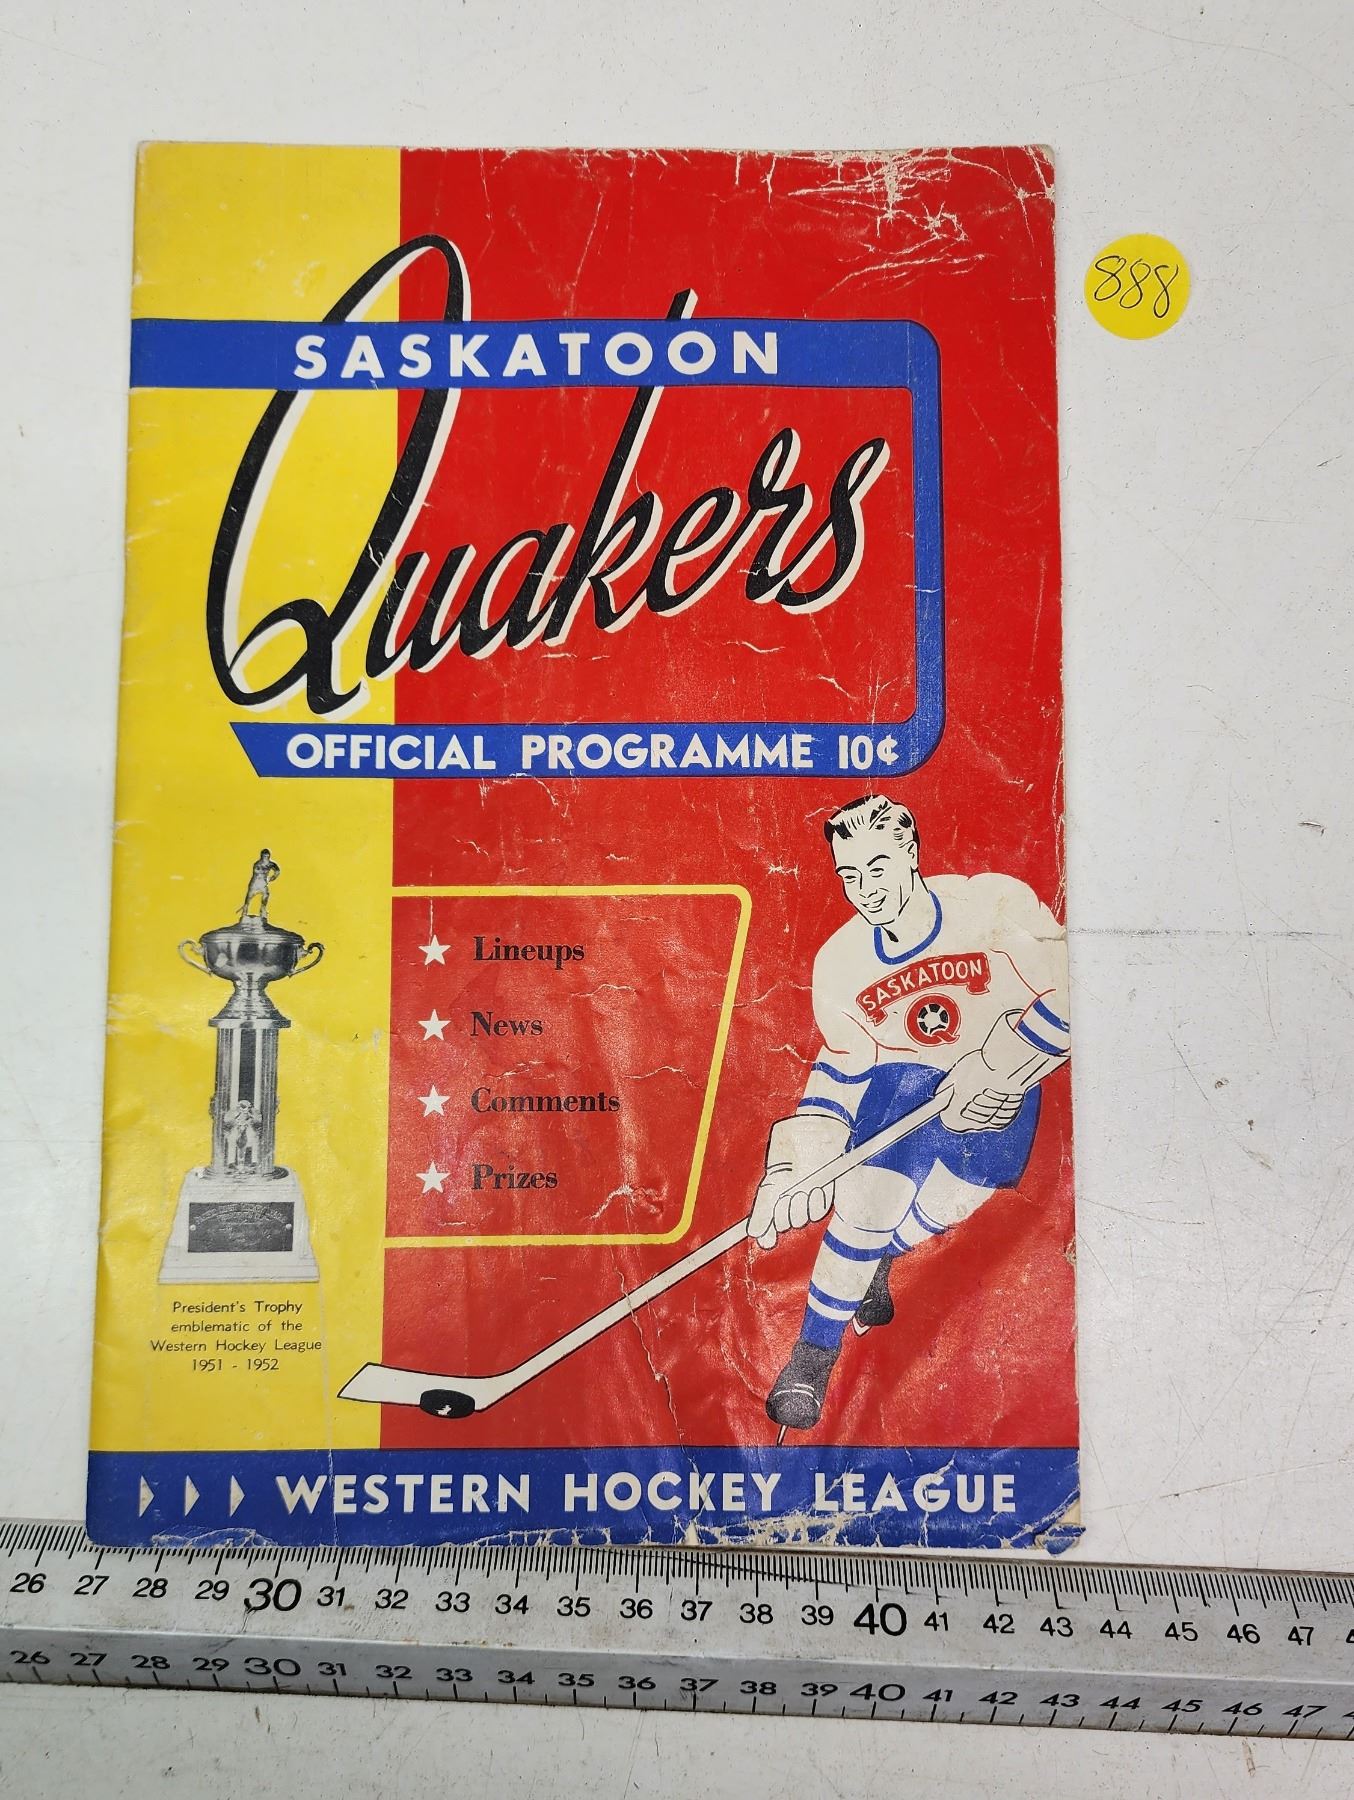 888
SASKATOON
Quakers
OFFICIAL PROGRAMME 10¢
Lineups
News
Comments
Prizes
SASKATOON
Q
President's Trophy
emblematic of the
Western Hockey League
1951 - 1952
WESTERN HOCKEY LEAGUE
26 27 28 29 30 31 32 33 34 35 36 37 38 39 40 41 42 43 44 45 46 47
26 27 28 29 30 31 32 33 34 35 36 37 38 39 40 41 42 43 44 45 46 47